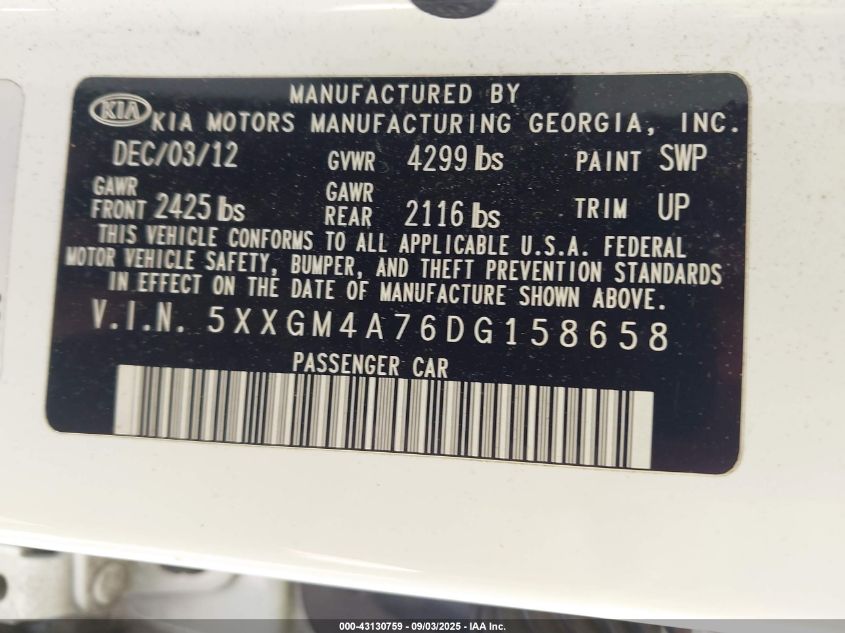 MANUFACTURED BY
KIA KIA MOTORS MANUFACTURING GEORGIA, INC.
DEC/03/12 GVWR 4299 lbs PAINT SWP
GAWR FRONT 2425 lbs GAWR REAR 2116 lbs TRIM UP
THIS VEHICLE CONFORMS TO ALL APPLICABLE U.S.A. FEDERAL
MOTOR VEHICLE SAFETY, BUMPER, AND THEFT PREVENTION STANDARDS
IN EFFECT ON THE DATE OF MANUFACTURE SHOWN ABOVE.
V.I.N. 5XXGM4A76DG158658
PASSENGER CAR
000-43130759 - 09/03/2025 - IAA Inc.